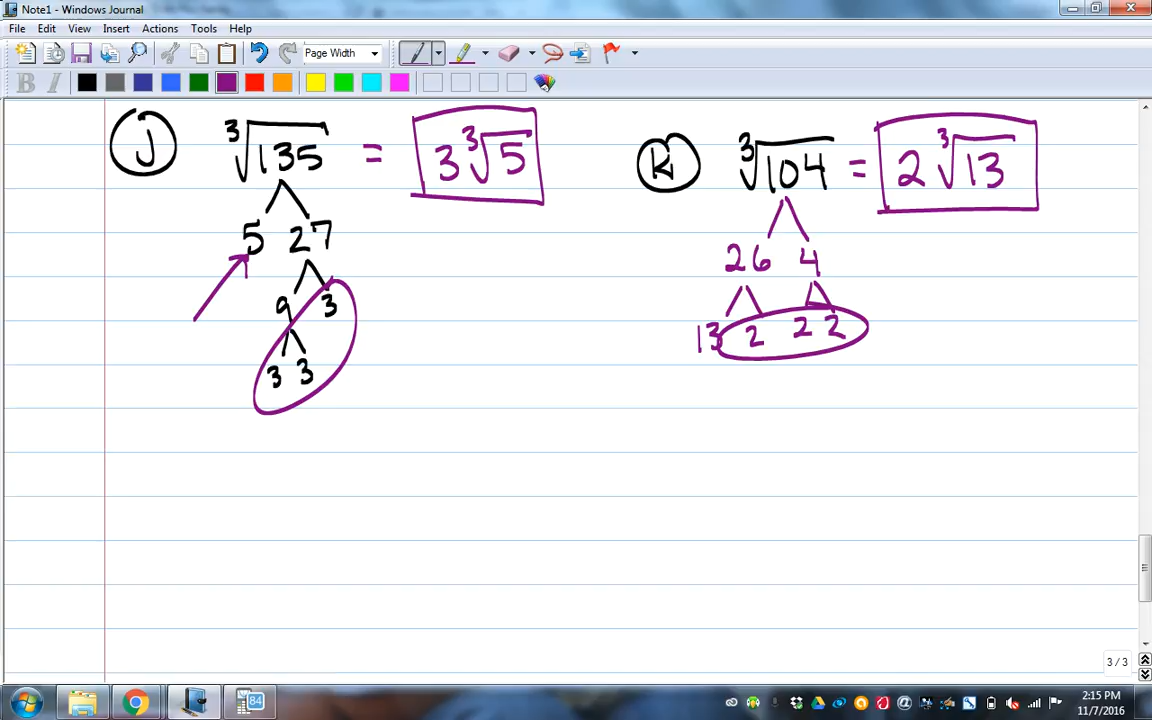 Note1 - Windows Journal
File Edit View Insert Actions Tools Help
Page Width
B I
j ∛135 = 3∛5
5 27
9 3
3 3
K ∛104 = 2∛13
26 4
13 2 2 2
3 / 3
84
2:15 PM
11/7/2016